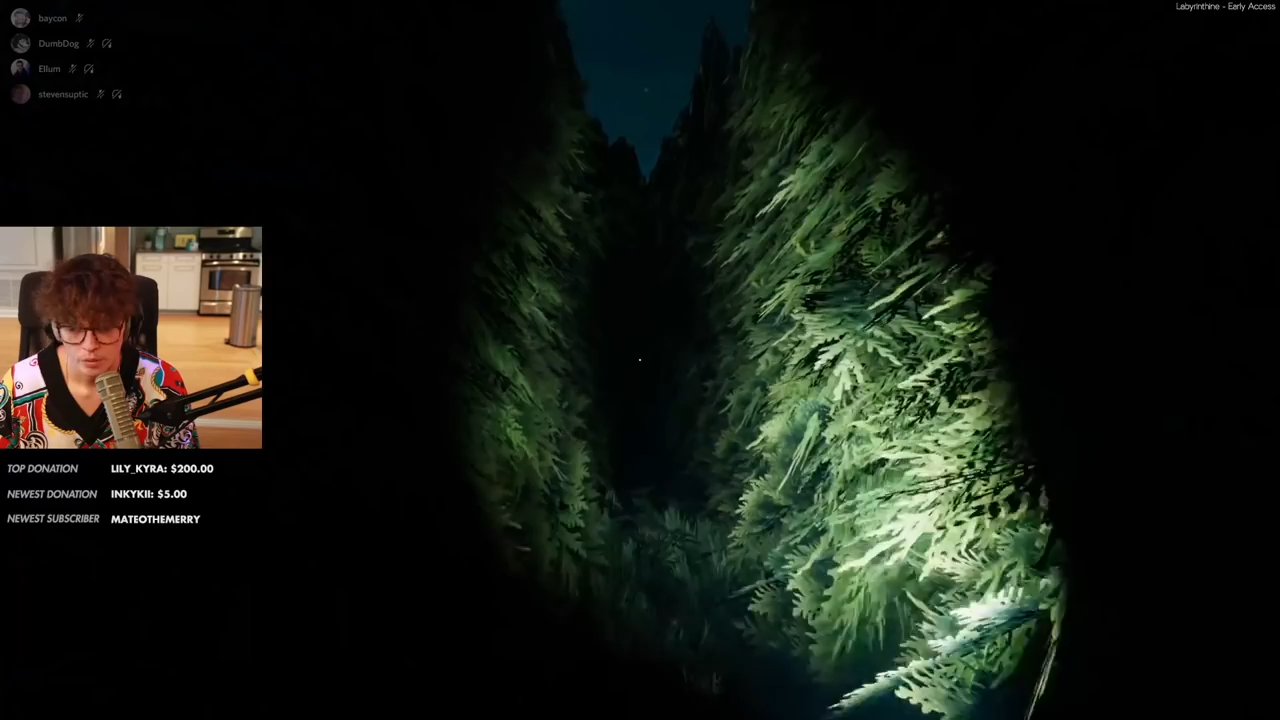 baycon
DumbDog
Ellum
stevensuptic
Labyrinthine - Early Access
TOP DONATION LILY_KYRA: $200.00
NEWEST DONATION INKYKII: $5.00
NEWEST SUBSCRIBER MATEOTHEMERRY